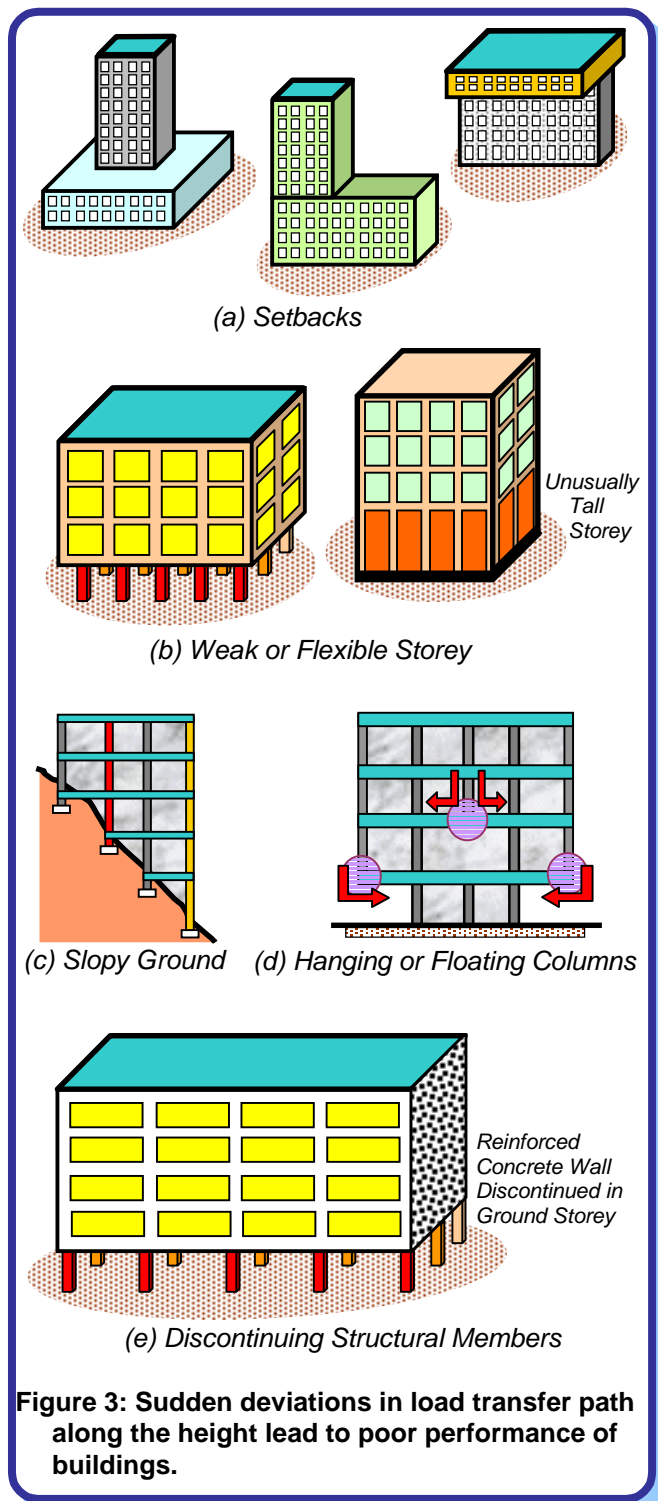 (a) Setbacks
Unusually
Tall
Storey
(b) Weak or Flexible Storey
(c) Slopy Ground
(d) Hanging or Floating Columns
Reinforced
Concrete Wall
Discontinued in
Ground Storey
(e) Discontinuing Structural Members
Figure 3: Sudden deviations in load transfer path
along the height lead to poor performance of
buildings.